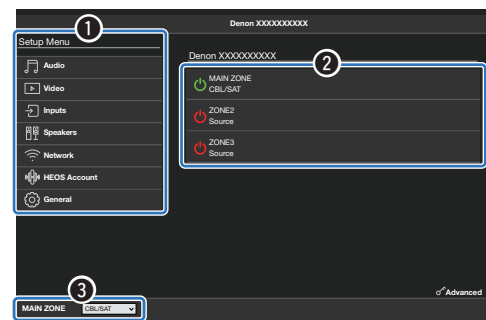 Denon XXXXXXXXXX
1
Setup Menu
Audio
Video
Inputs
Speakers
Network
HEOS Account
General
Denon XXXXXXXXXX
2
MAIN ZONE
CBL/SAT
ZONE2
Source
ZONE3
Source
Advanced
3
MAIN ZONE CBL/SAT